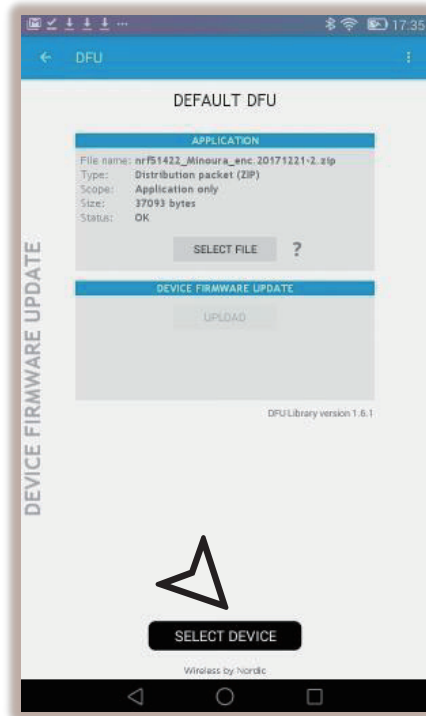 17:35
DFU
DEFAULT DFU
APPLICATION
File name: nrf51422_Minoura_enc_20171221-2.zip
Type: Distribution packet (ZIP)
Scope: Application only
Size: 37093 bytes
Status: OK
SELECT FILE ?
DEVICE FIRMWARE UPDATE
UPLOAD
DFU Library version 1.6.1
DEVICE FIRMWARE UPDATE
SELECT DEVICE
Wireless by Nordic